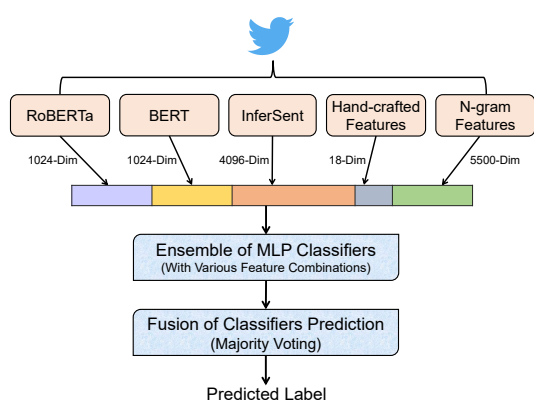 RoBERTa
BERT
InferSent
Hand-crafted
Features
N-gram
Features
1024-Dim
1024-Dim
4096-Dim
18-Dim
5500-Dim
Ensemble of MLP Classifiers
(With Various Feature Combinations)
Fusion of Classifiers Prediction
(Majority Voting)
Predicted Label